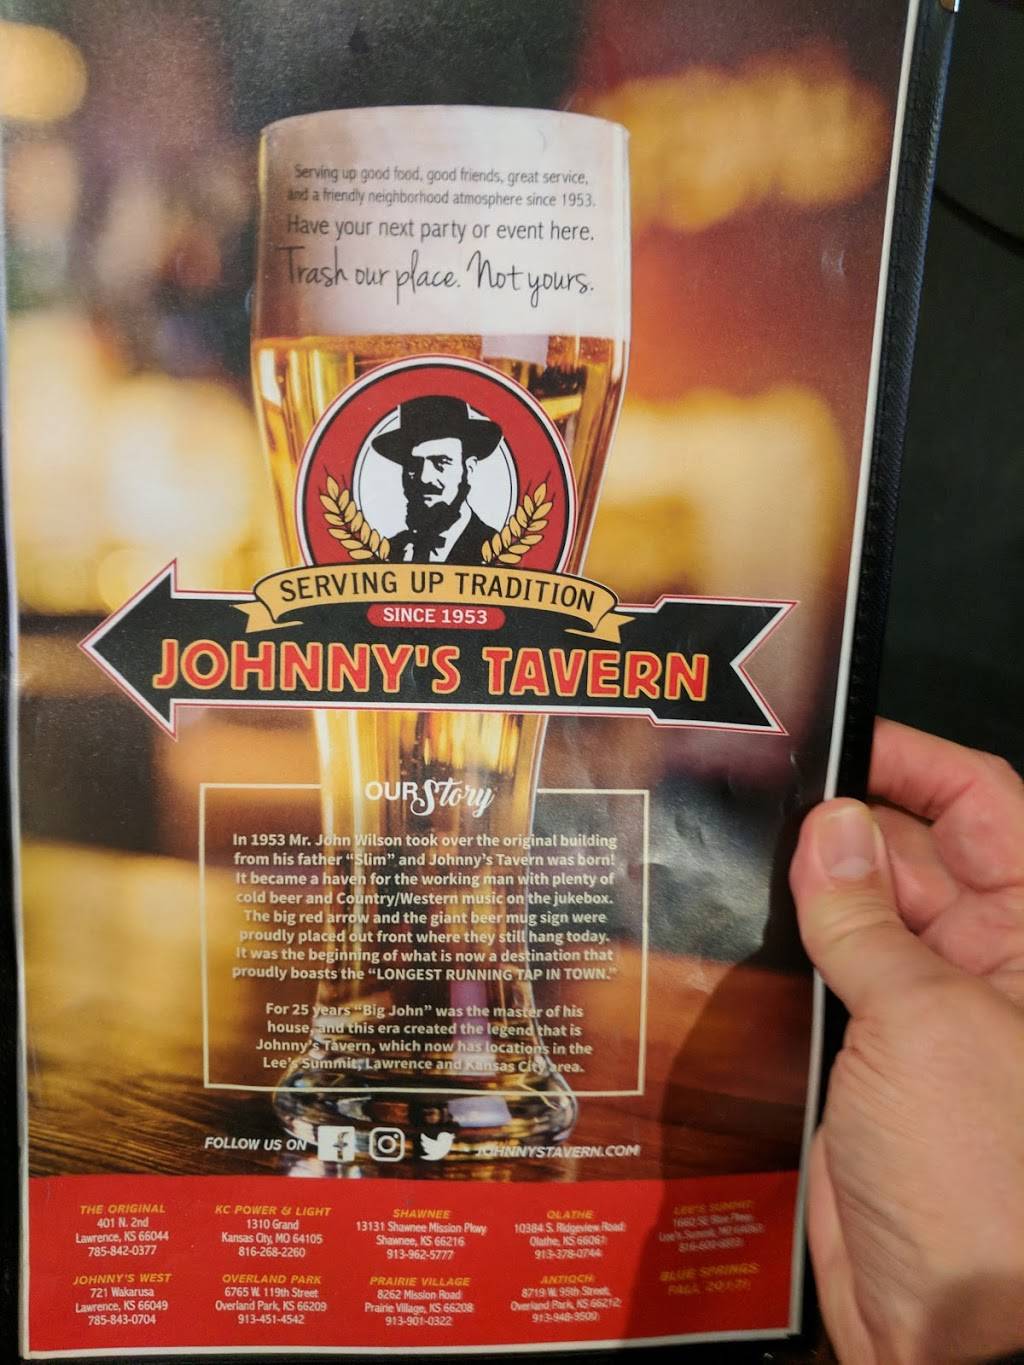 Serving up good food, good friends, great service,
and a friendly neighborhood atmosphere since 1953.
Have your next party or event here.
Trash our place. Not yours.
SERVING UP TRADITION
SINCE 1953
JOHNNY'S TAVERN
OUR Story
In 1953 Mr. John Wilson took over the original building
from his father “Slim” and Johnny’s Tavern was born!
It became a haven for the working man with plenty of
cold beer and Country/Western music on the jukebox.
The big red arrow and the giant beer mug sign were
proudly placed out front where they still hang today.
It was the beginning of what is now a destination that
proudly boasts the “LONGEST RUNNING TAP IN TOWN.”
For 25 years “Big John” was the master of his
house, and this era created the legend that is
Johnny’s Tavern, which now has locations in the
Lee’s Summit, Lawrence and Kansas City area.
FOLLOW US ON
JOHNNYSTAVERN.COM
THE ORIGINAL
401 N. 2nd
Lawrence, KS 66044
785-842-0377
KC POWER & LIGHT
1310 Grand
Kansas City, MO 64105
816-268-2260
SHAWNEE
13131 Shawnee Mission Pkwy
Shawnee, KS 66216
913-962-5777
OLATHE
10384 S. Ridgeview Road
Olathe, KS 66061
913-378-0744
LEE'S SUMMIT
JOHNNY'S WEST
721 Wakarusa
Lawrence, KS 66049
785-843-0704
OVERLAND PARK
6765 W. 119th Street
Overland Park, KS 66209
913-451-4542
PRAIRIE VILLAGE
8262 Mission Road
Prairie Village, KS 66208
913-901-0322
ANTIOCH
8719 W. 95th Street,
Overland Park, KS 66212
913-948-9500
BLUE SPRINGS
FALL 2017!